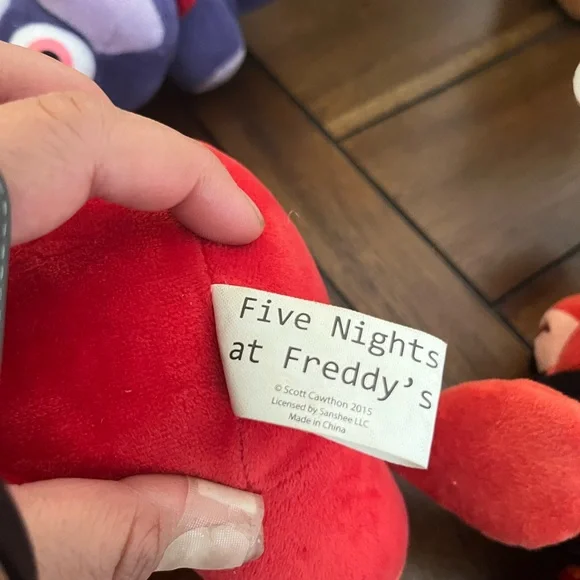 Five Nights
at Freddy's
© Scott Cawthon 2015
Licensed by Sanshee LLC
Made in China